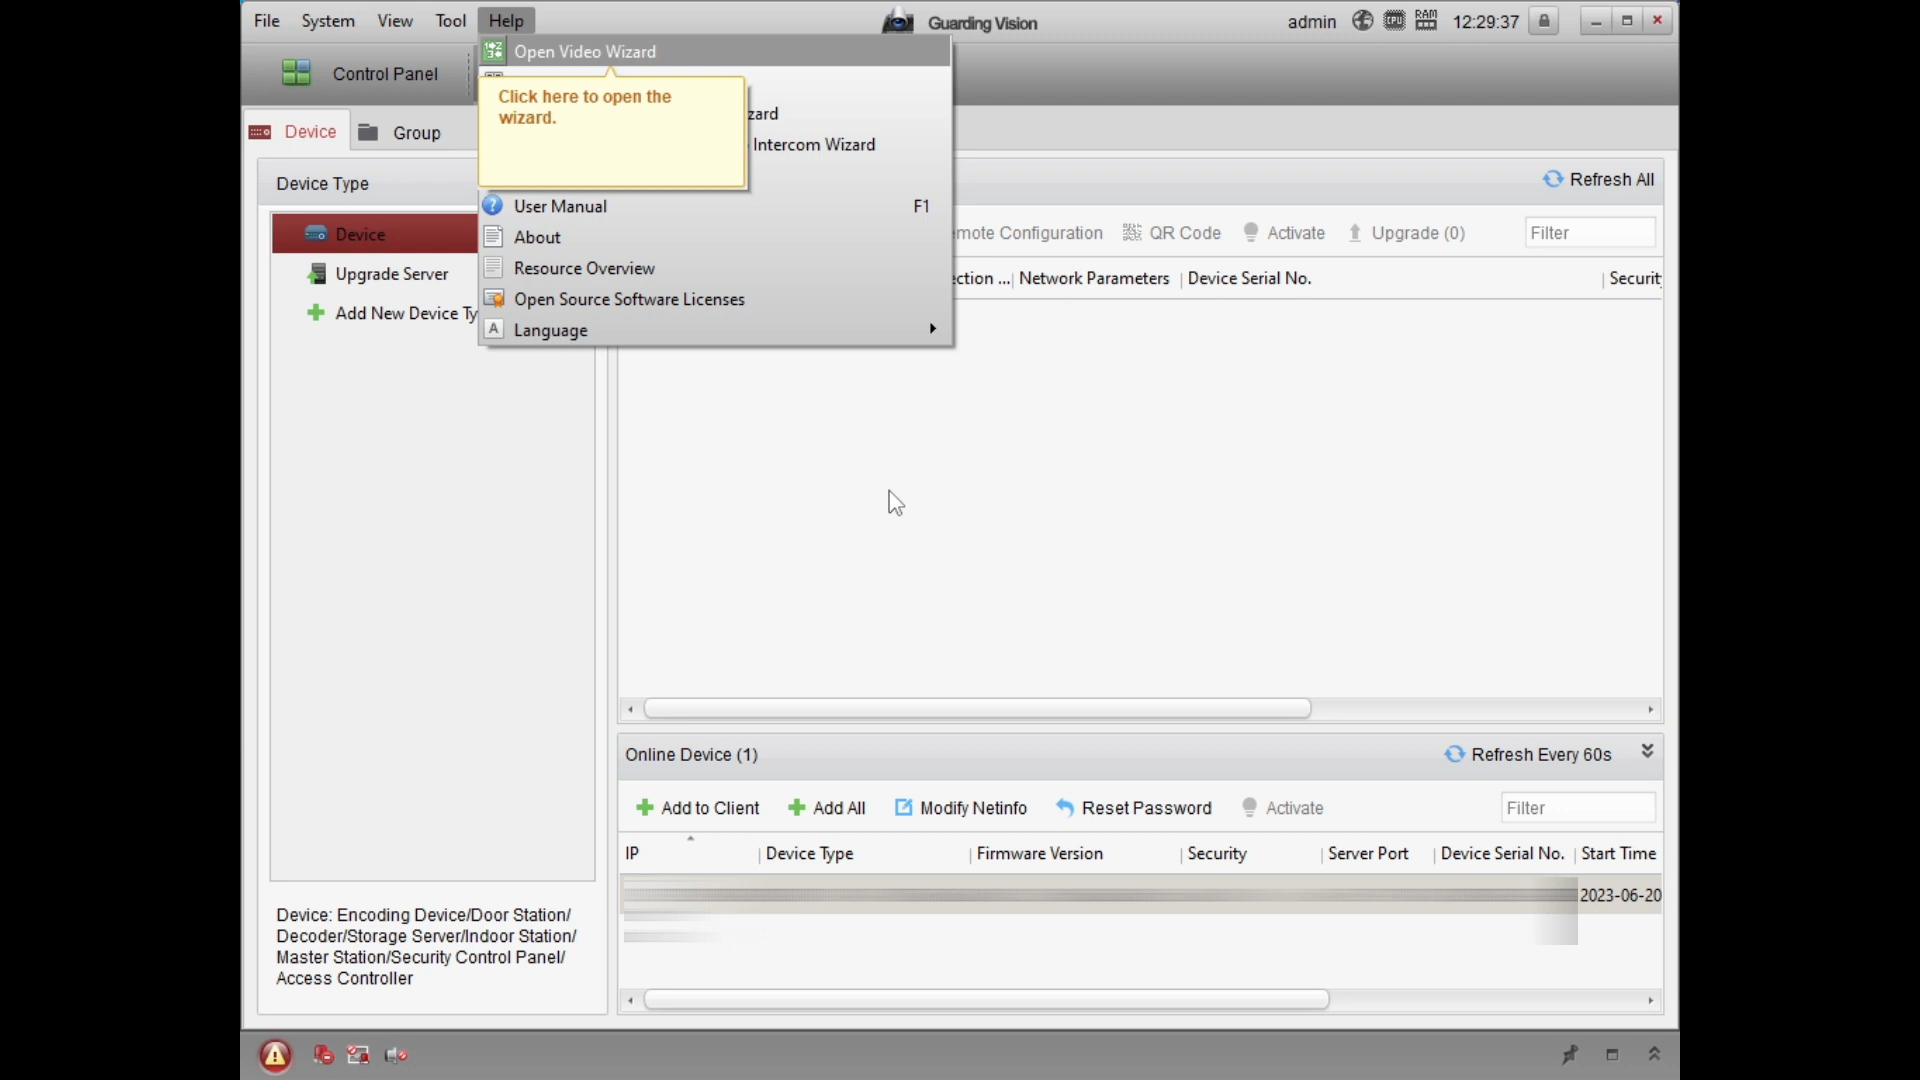 File System View Tool Help
Guarding Vision
admin RAM 12:29:37
Open Video Wizard
Control Panel
Click here to open the
wizard.
zard
Intercom Wizard
Device Group
Device Type
Refresh All
User Manual F1
Device
About
mote Configuration QR Code Activate Upgrade (0) Filter
Upgrade Server
Resource Overview
ection ... Network Parameters Device Serial No. Securit
Open Source Software Licenses
Add New Device Ty
Language
Online Device (1)
Refresh Every 60s
Add to Client Add All Modify Netinfo Reset Password Activate Filter
IP Device Type Firmware Version Security Server Port Device Serial No. Start Time
2023-06-20
Device: Encoding Device/Door Station/
Decoder/Storage Server/Indoor Station/
Master Station/Security Control Panel/
Access Controller